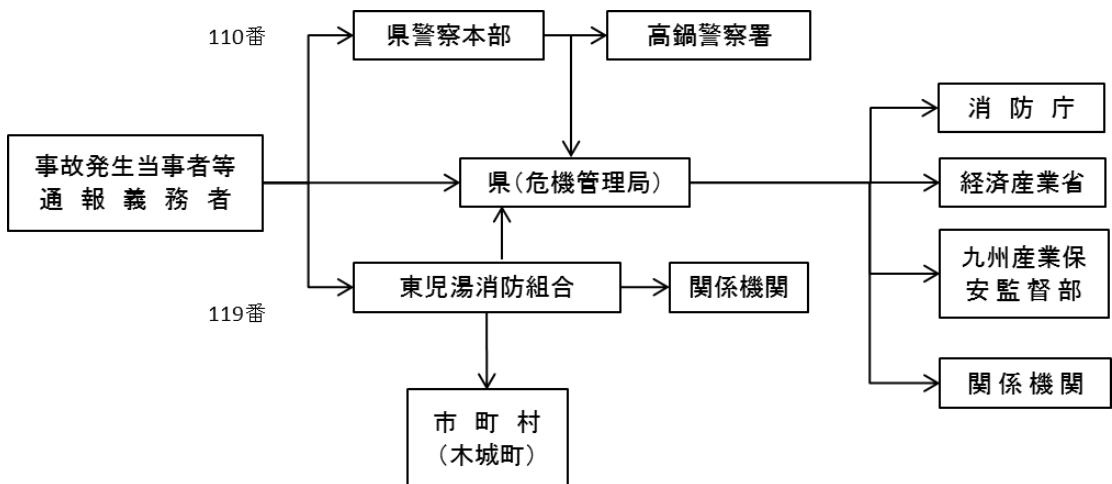 110番
県警察本部
高鍋警察署
消防庁
事故発生当事者等
通報義務者
県（危機管理局）
経済産業省
九州産業保
安監督部
東児湯消防組合
関係機関
119番
関係機関
市町村
（木城町）